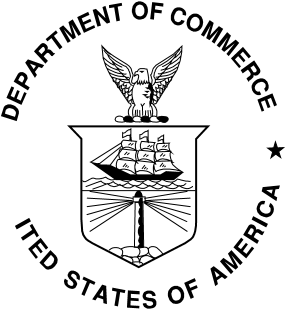 DEPARTMENT OF COMMERCE
ITED STATES OF AMERICA